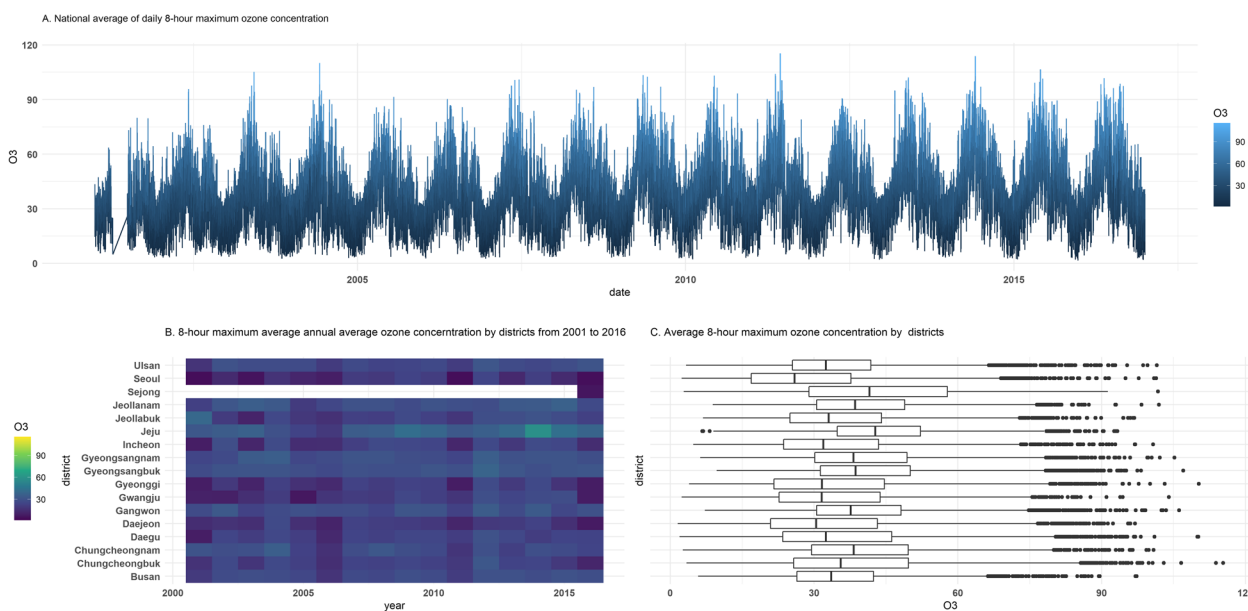 A. National average of daily 8-hour maximum ozone concentration
120
90
60
30
0
O3
2005
2010
2015
date
O3
90
60
30
B. 8-hour maximum average annual average ozone concerntration by districts from 2001 to 2016
Ulsan
Seoul
Sejong
Jeollanam
Jeollabuk
Jeju
Incheon
Gyeongsangnam
Gyeongsangbuk
Gyeonggi
Gwangju
Gangwon
Daejeon
Daegu
Chungcheongnam
Chungcheongbuk
Busan
district
2000
2005
2010
2015
year
O3
90
60
30
C. Average 8-hour maximum ozone concentration by districts
district
0
30
60
90
12
O3